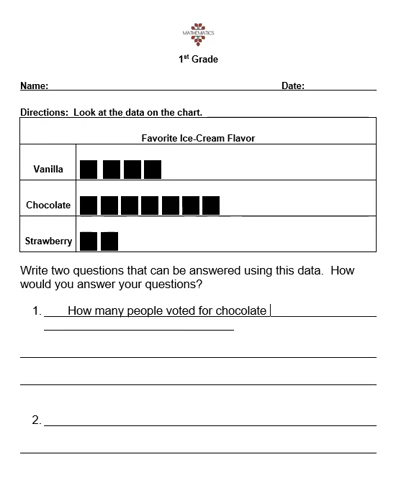 MATHEMATICS
1st Grade
Name: Date:
Directions: Look at the data on the chart.
Favorite Ice-Cream Flavor
Vanilla
Chocolate
Strawberry
Write two questions that can be answered using this data. How
would you answer your questions?
1. How many people voted for chocolate
2.